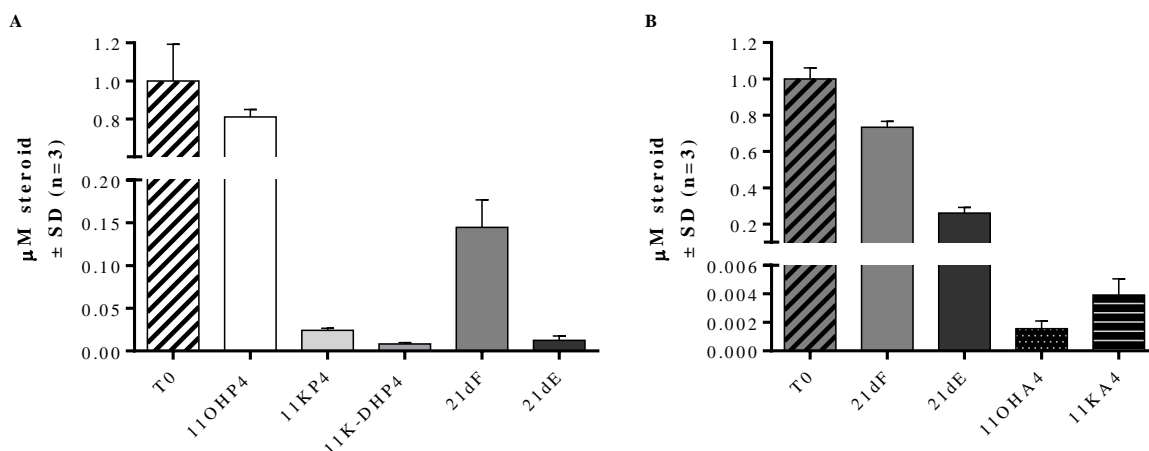 A
1.2
1.0
0.8
0.20
0.15
0.10
0.05
0.00
µM steroid
± SD (n=3)
T0
11OHP4
11KP4
11K-DHP4
21dF
21dE
B
1.2
1.0
0.8
0.6
0.4
0.2
0.006
0.004
0.002
0.000
µM steroid
± SD (n=3)
T0
21dF
21dE
11OHA4
11KA4